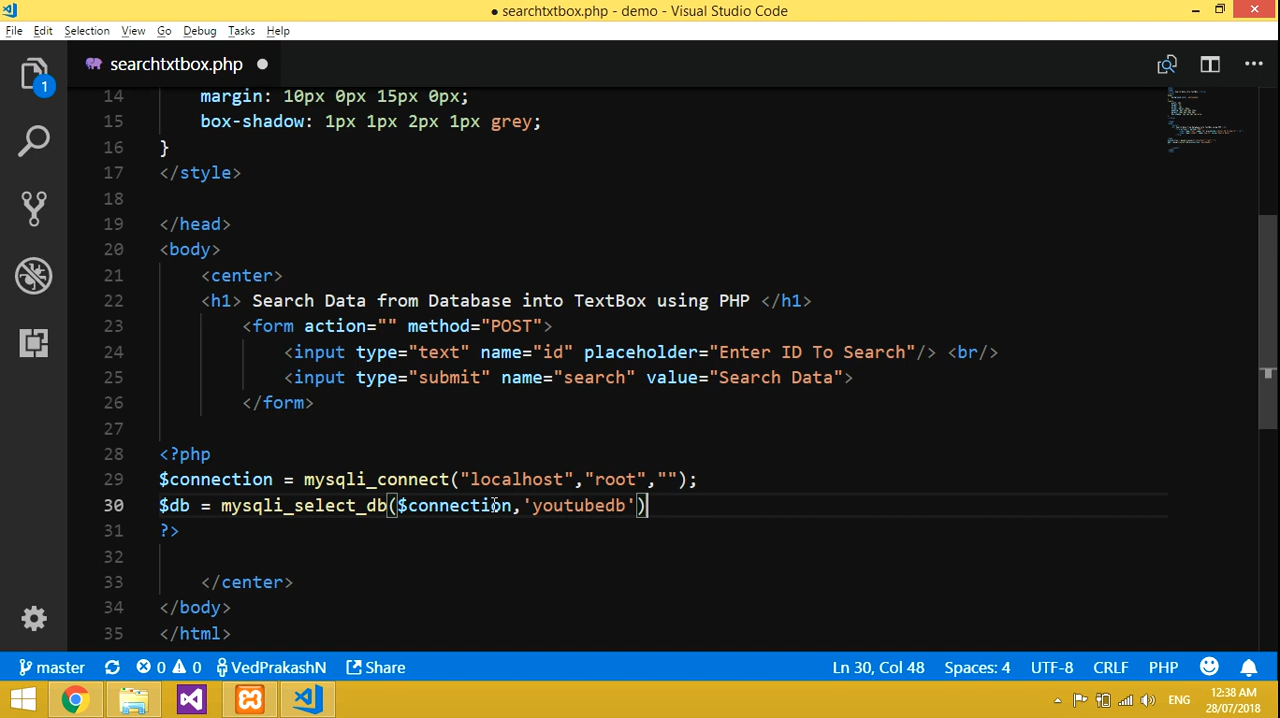 ● searchtxtbox.php - demo - Visual Studio Code
File Edit Selection View Go Debug Tasks Help
searchtxtbox.php
1
14 margin: 10px 0px 15px 0px;
15 box-shadow: 1px 1px 2px 1px grey;
16 }
17 </style>
18
19 </head>
20 <body>
21 <center>
22 <h1> Search Data from Database into TextBox using PHP </h1>
23 <form action="" method="POST">
24 <input type="text" name="id" placeholder="Enter ID To Search"/> <br/>
25 <input type="submit" name="search" value="Search Data">
26 </form>
27
28 <?php
29 $connection = mysqli_connect("localhost","root","");
30 $db = mysqli_select_db($connection,'youtubedb')
31 ?>
32
33 </center>
34 </body>
35 </html>
master 0 0 VedPrakashN Share Ln 30, Col 48 Spaces: 4 UTF-8 CRLF PHP
ENG 12:38 AM
28/07/2018